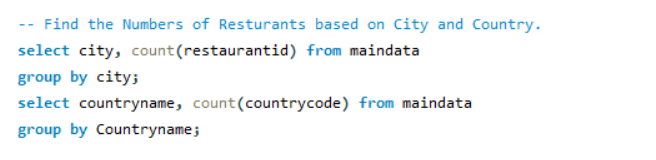 -- Find the Numbers of Resturants based on City and Country.
select city, count(restaurantid) from maindata
group by city;
select countryname, count(countrycode) from maindata
group by Countryname;